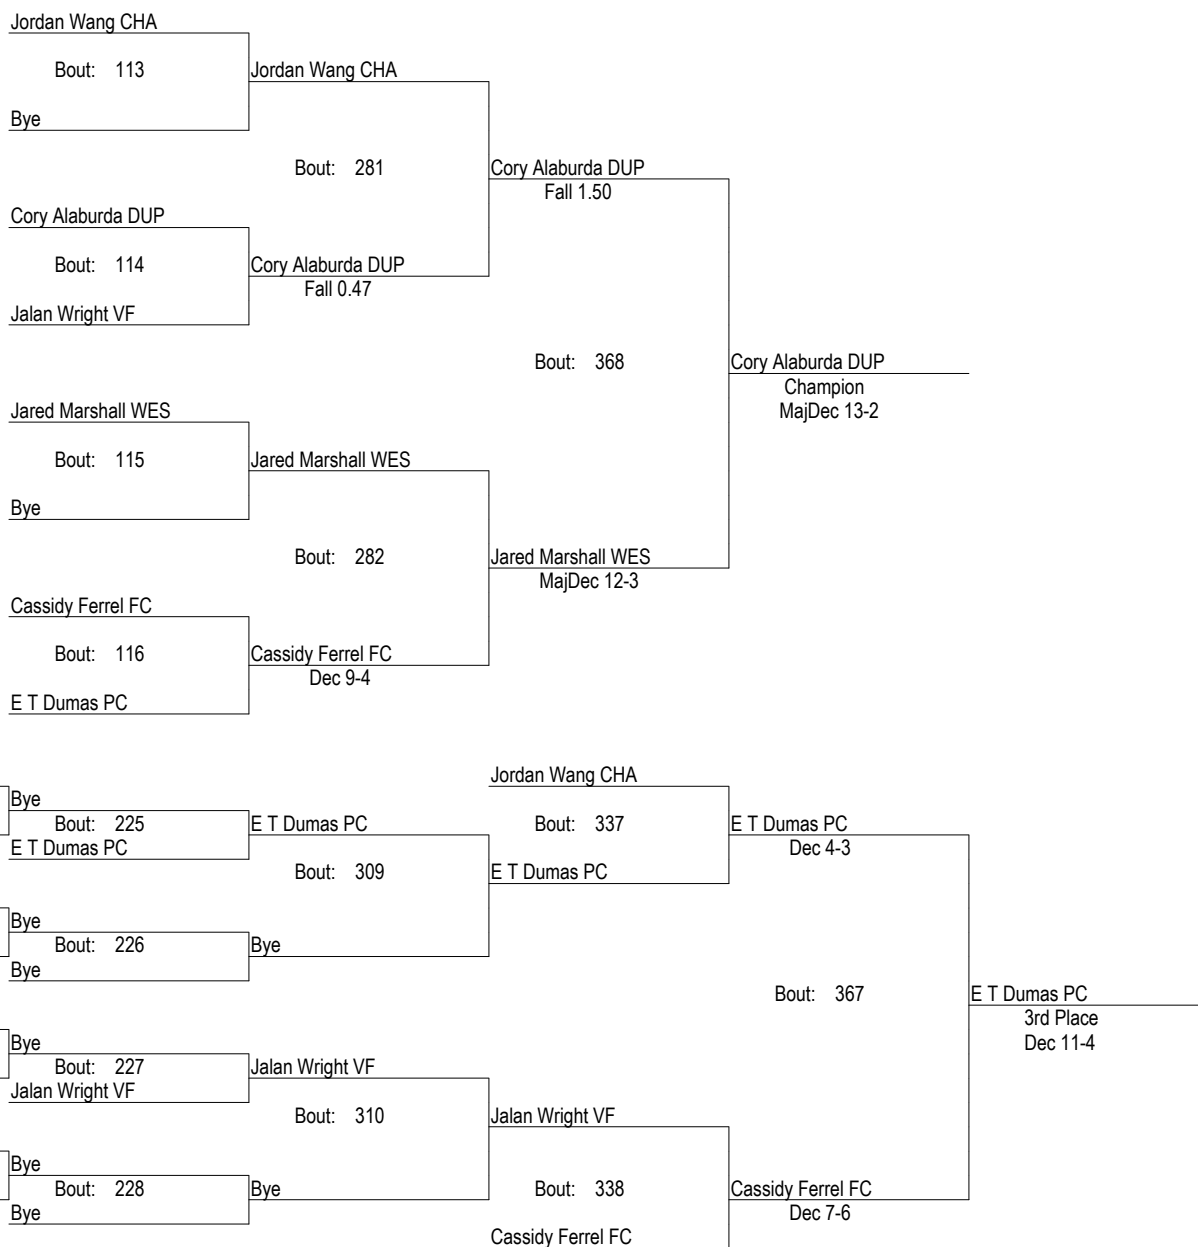 Jordan Wang CHA
Bout: 113
Jordan Wang CHA
Bye
Bout: 281
Cory Alaburda DUP
Fall 1.50
Cory Alaburda DUP
Bout: 114
Cory Alaburda DUP
Fall 0.47
Jalan Wright VF
Bout: 368
Cory Alaburda DUP
Champion
MajDec 13-2
Jared Marshall WES
Bout: 115
Jared Marshall WES
Bye
Bout: 282
Jared Marshall WES
MajDec 12-3
Cassidy Ferrel FC
Bout: 116
Cassidy Ferrel FC
Dec 9-4
E T Dumas PC
Jordan Wang CHA
Bye
Bout: 225
E T Dumas PC
Bout: 337
E T Dumas PC
E T Dumas PC
Dec 4-3
Bout: 309
E T Dumas PC
Bye
Bout: 226
Bye
Bye
Bout: 367
E T Dumas PC
3rd Place
Dec 11-4
Bye
Bout: 227
Jalan Wright VF
Jalan Wright VF
Bout: 310
Jalan Wright VF
Bye
Bout: 228
Bye
Bout: 338
Cassidy Ferrel FC
Dec 7-6
Bye
Cassidy Ferrel FC